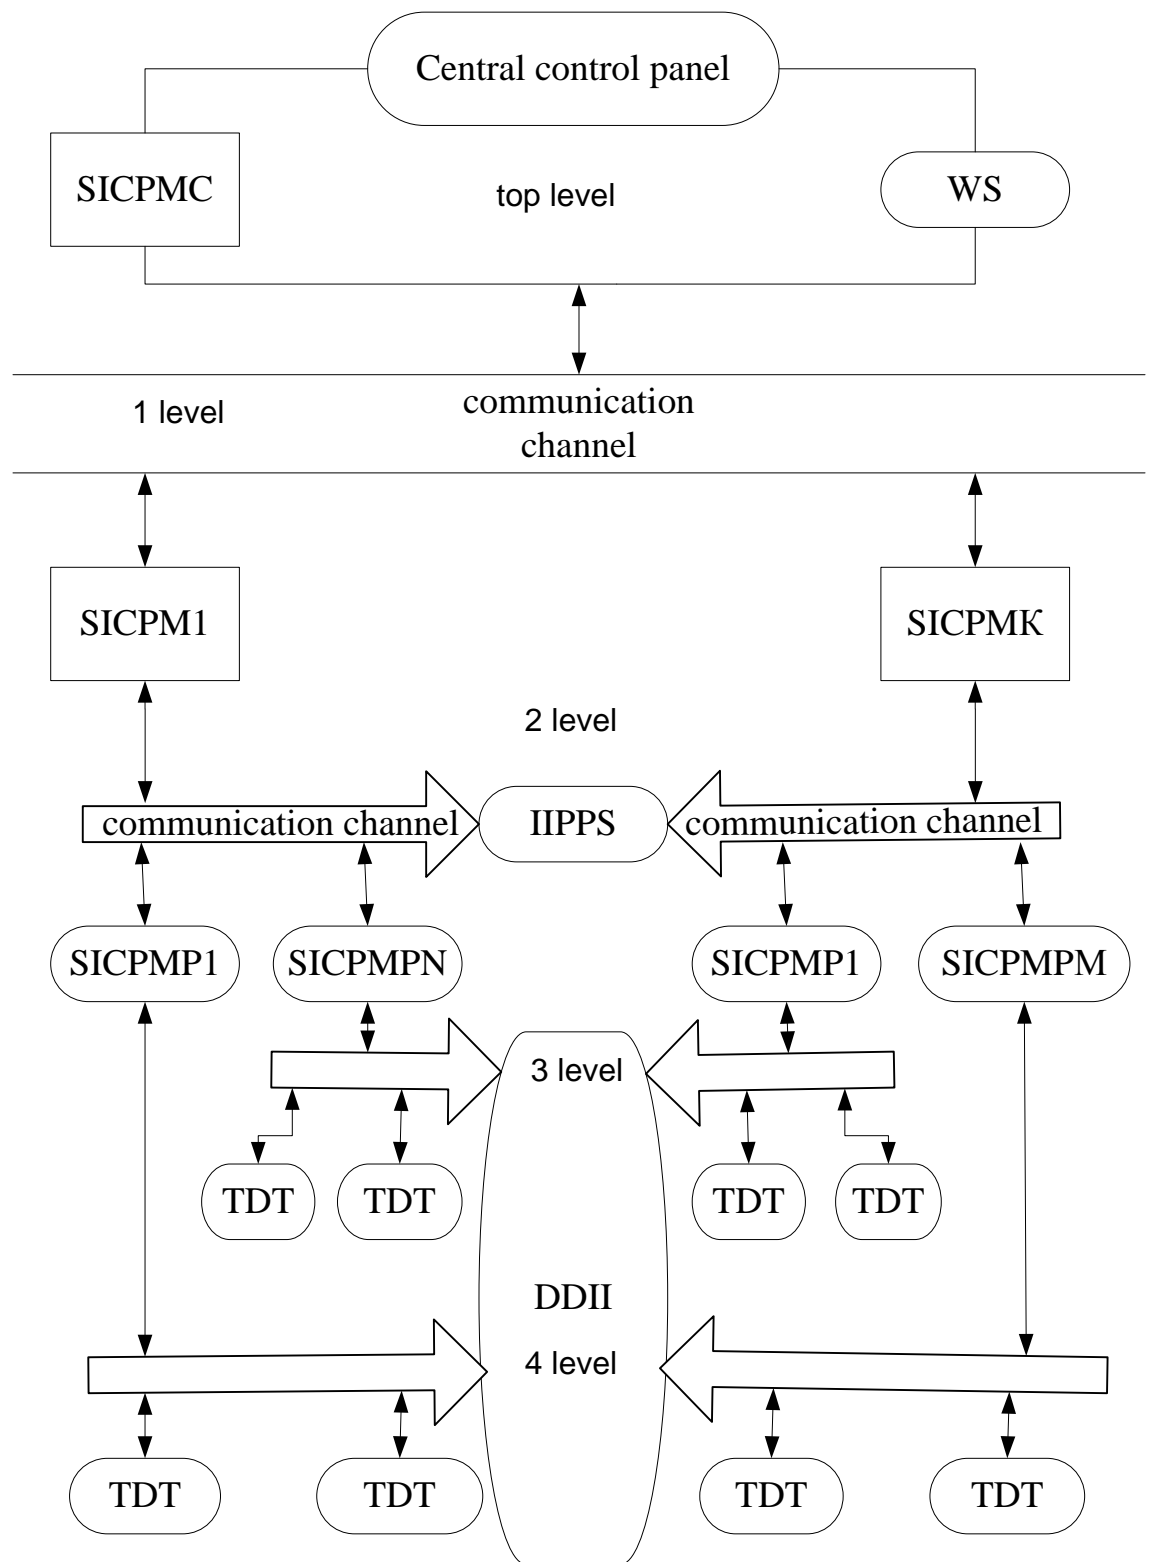 Central control panel
SICPMC
top level
WS
1 level
communication
channel
SICPM1
SICPMK
2 level
communication channel
IIPPS
communication channel
SICPMP1
SICPMPN
SICPMP1
SICPMPM
3 level
TDT
TDT
TDT
TDT
DDII
4 level
TDT
TDT
TDT
TDT